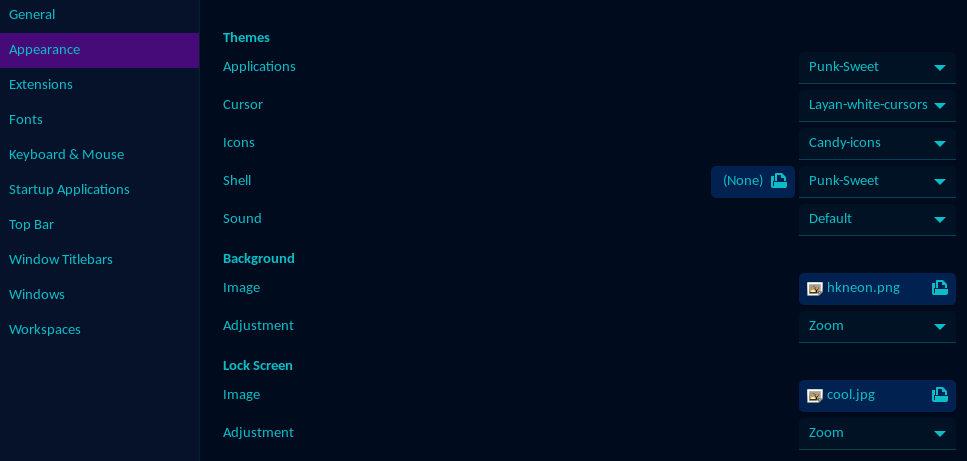 General
Appearance
Extensions
Fonts
Keyboard & Mouse
Startup Applications
Top Bar
Window Titlebars
Windows
Workspaces
Themes
Applications Punk-Sweet
Cursor Layan-white-cursors
Icons Candy-icons
Shell (None) Punk-Sweet
Sound Default
Background
Image hkneon.png
Adjustment Zoom
Lock Screen
Image cool.jpg
Adjustment Zoom